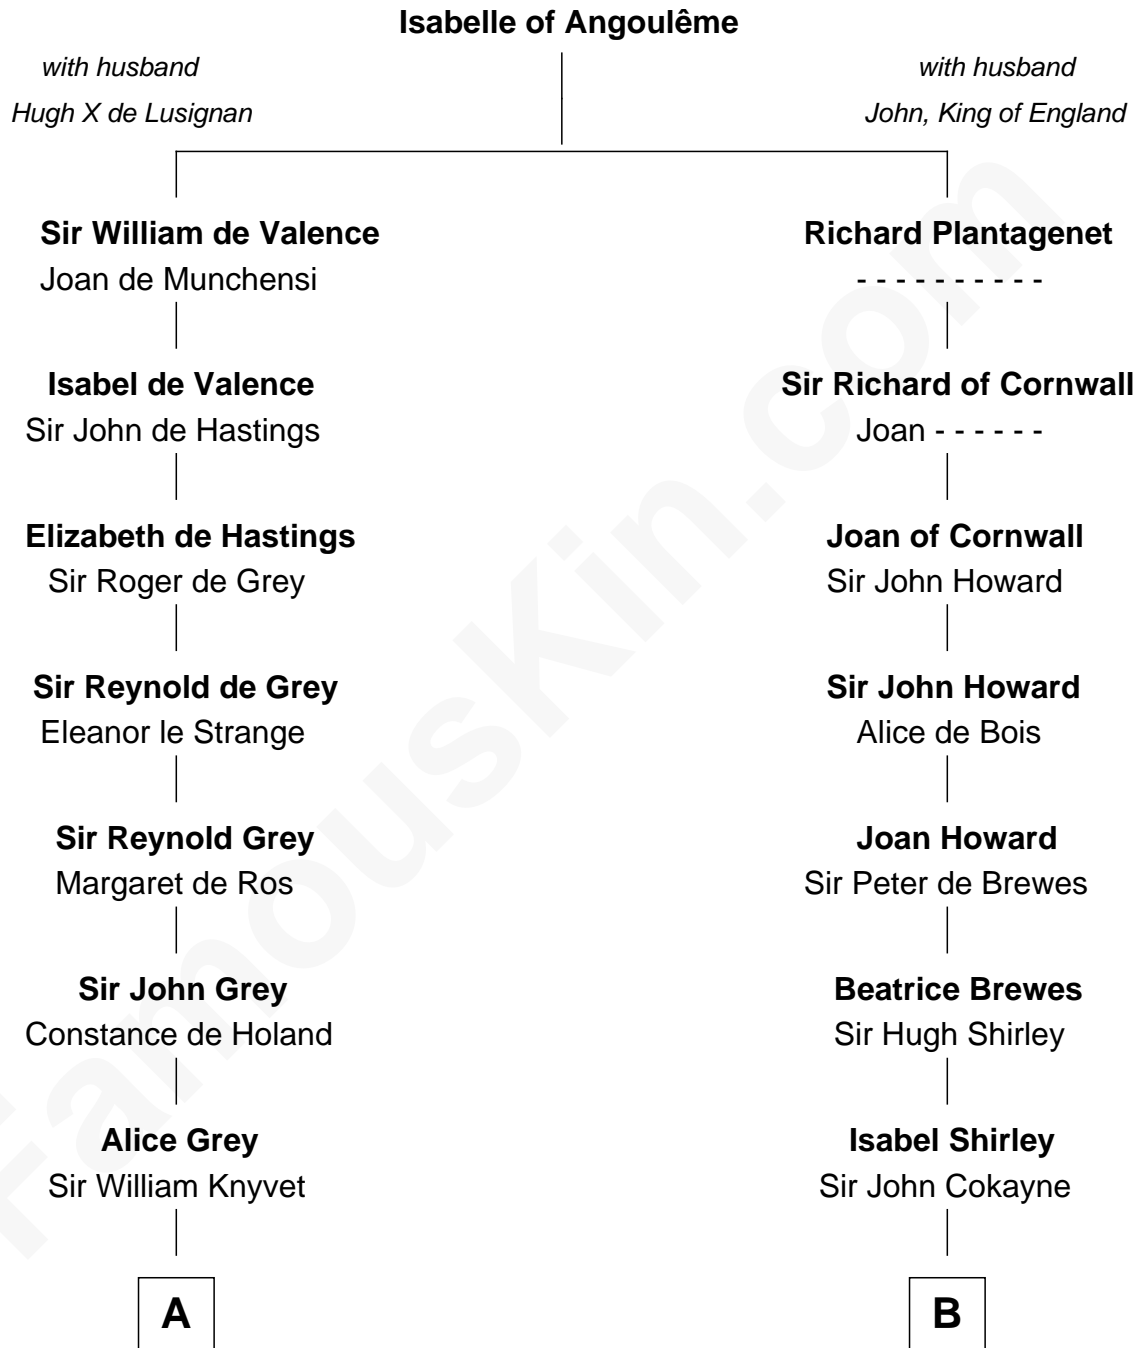 Isabelle of Angoulême
with husband
Hugh X de Lusignan
with husband
John, King of England
Sir William de Valence
Joan de Munchensi
Richard Plantagenet
- - - - - - - - - -
Isabel de Valence
Sir John de Hastings
Sir Richard of Cornwall
Joan - - - - - -
Elizabeth de Hastings
Sir Roger de Grey
Joan of Cornwall
Sir John Howard
Sir Reynold de Grey
Eleanor le Strange
Sir John Howard
Alice de Bois
Sir Reynold Grey
Margaret de Ros
Joan Howard
Sir Peter de Brewes
Sir John Grey
Constance de Holand
Beatrice Brewes
Sir Hugh Shirley
Alice Grey
Sir William Knyvet
Isabel Shirley
Sir John Cokayne
A
B
FamousKin.com